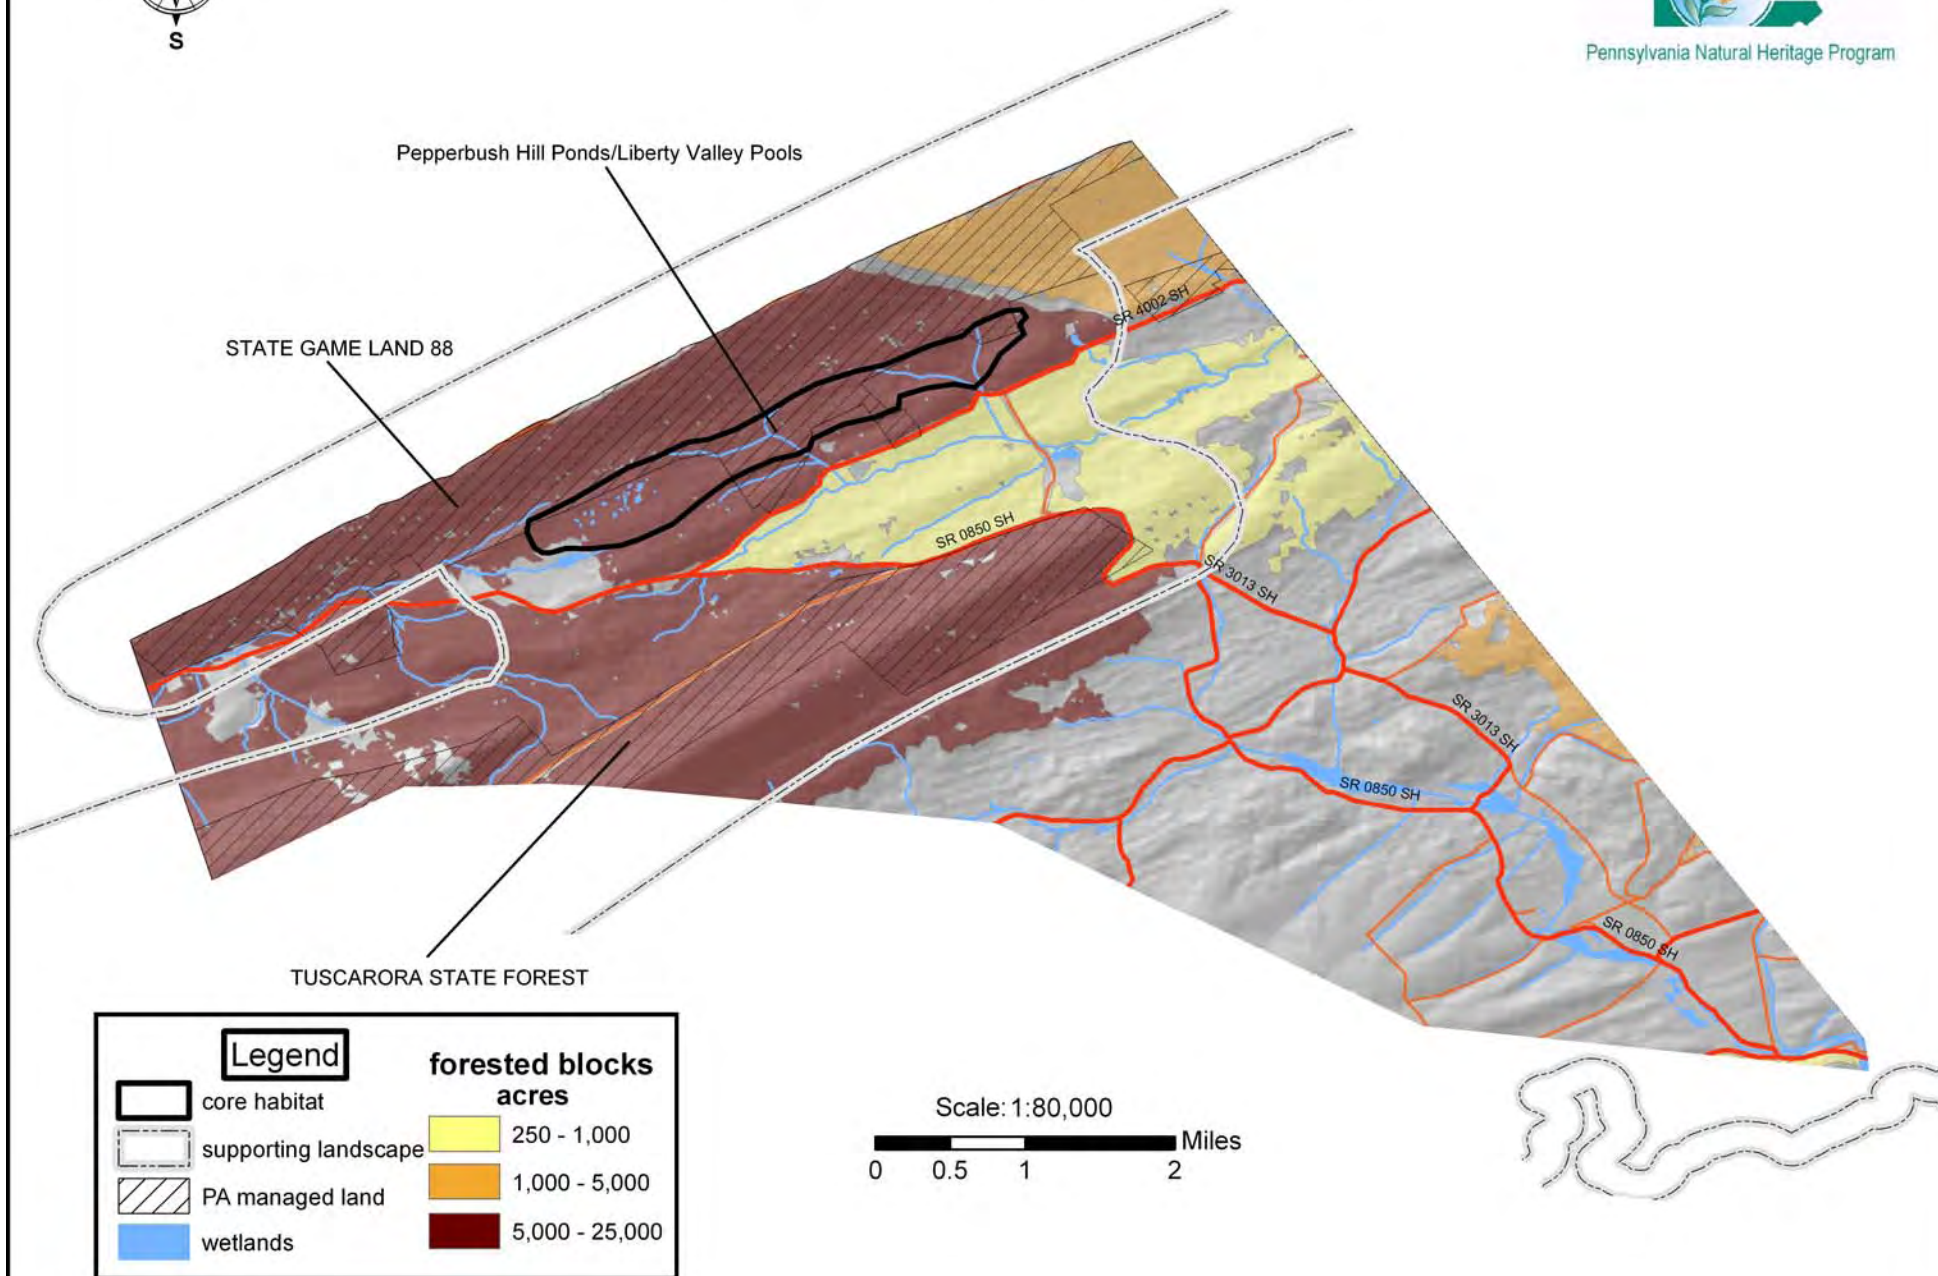 S
Pennsylvania Natural Heritage Program
Pepperbush Hill Ponds/Liberty Valley Pools
STATE GAME LAND 88
SR 4002 SH
SR 0850 SH
SR 3013 SH
SR 3013 SH
SR 0850 SH
SR 0850 SH
TUSCARORA STATE FOREST
Legend
core habitat
supporting landscape
PA managed land
wetlands
forested blocks
acres
250 - 1,000
1,000 - 5,000
5,000 - 25,000
Scale: 1:80,000
Miles
0 0.5 1 2